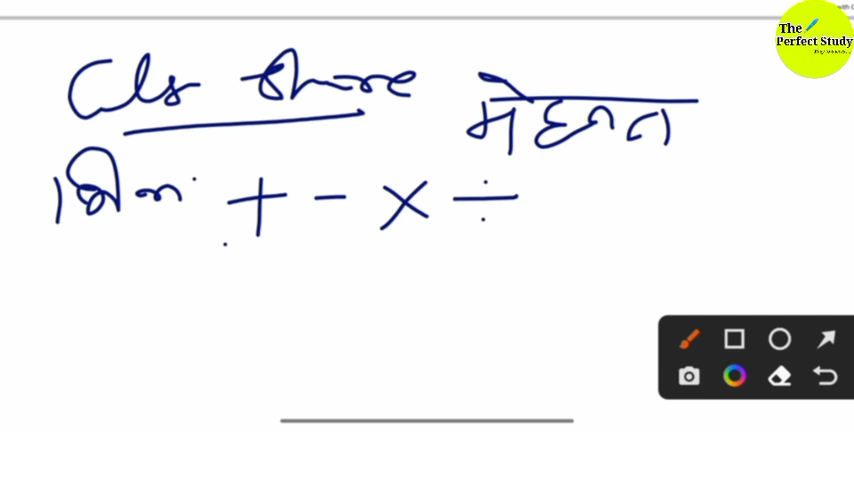 Cls Share मेहनत
+ - × ÷
The
Perfect Study